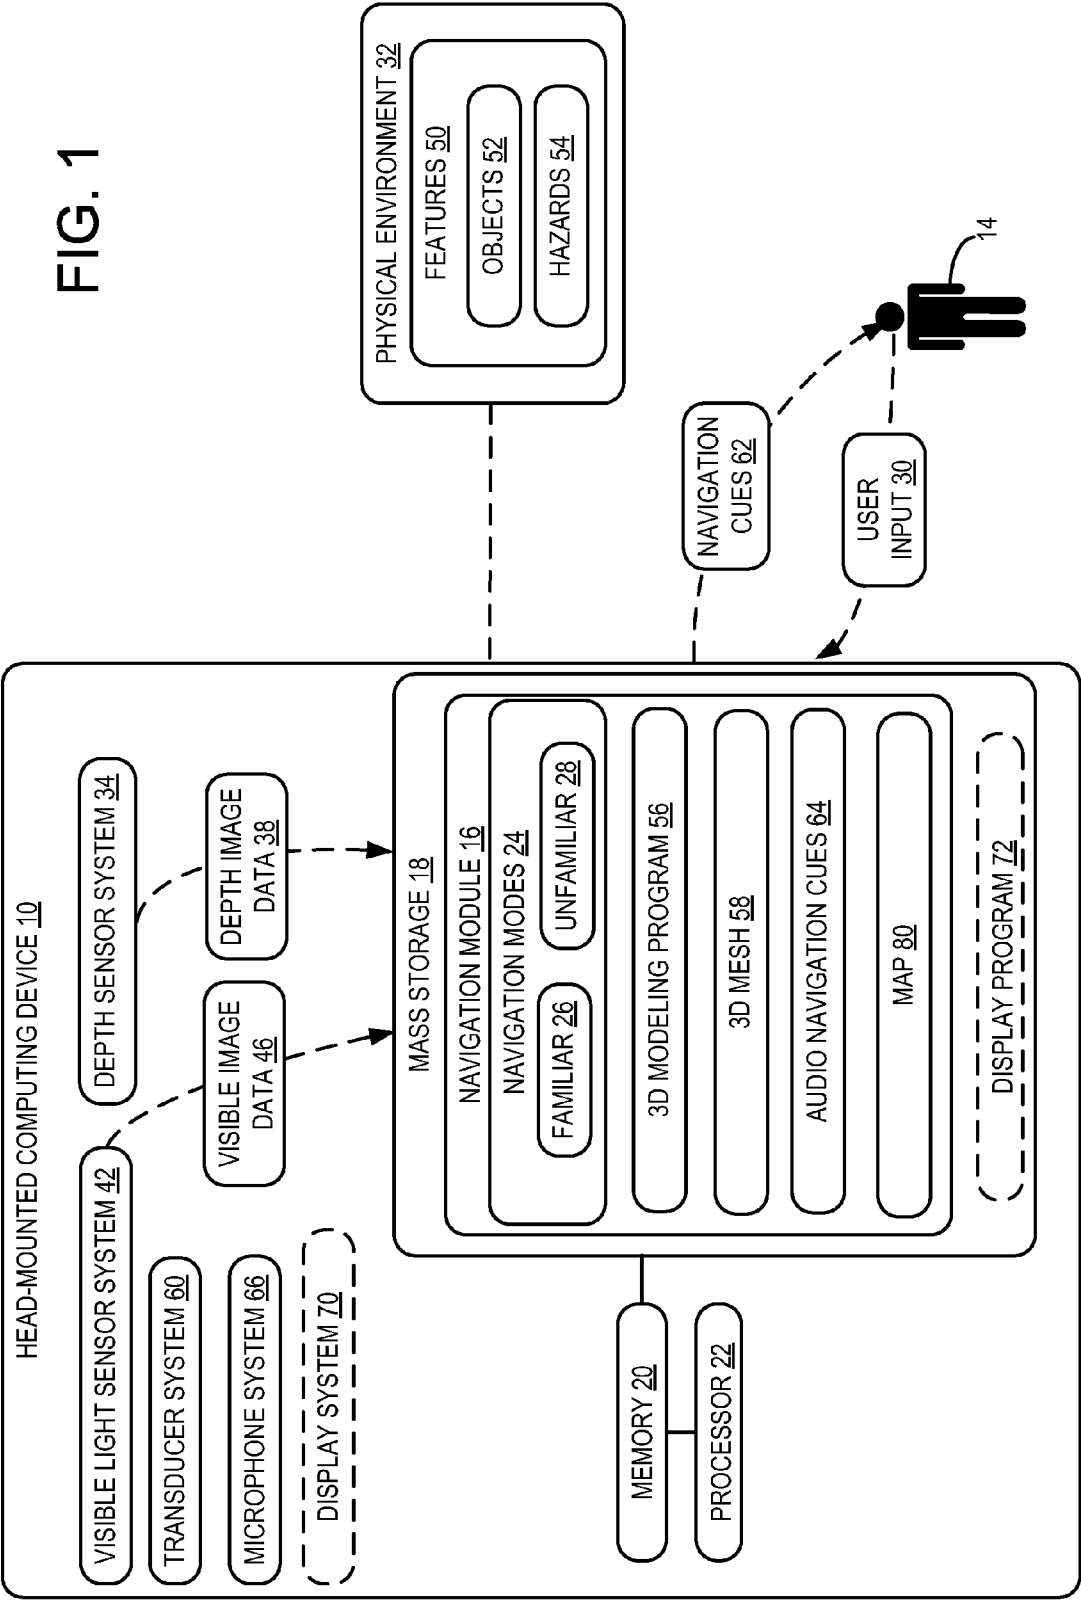 FIG. 1
HEAD-MOUNTED COMPUTING DEVICE 10
VISIBLE LIGHT SENSOR SYSTEM 42
DEPTH SENSOR SYSTEM 34
TRANSDUCER SYSTEM 60
MICROPHONE SYSTEM 66
DISPLAY SYSTEM 70
VISIBLE IMAGE
DATA 46
DEPTH IMAGE
DATA 38
MASS STORAGE 18
NAVIGATION MODULE 16
NAVIGATION MODES 24
FAMILIAR 26
UNFAMILIAR 28
3D MODELING PROGRAM 56
3D MESH 58
AUDIO NAVIGATION CUES 64
MAP 80
DISPLAY PROGRAM 72
MEMORY 20
PROCESSOR 22
PHYSICAL ENVIRONMENT 32
FEATURES 50
OBJECTS 52
HAZARDS 54
NAVIGATION
CUES 62
USER
INPUT 30
14